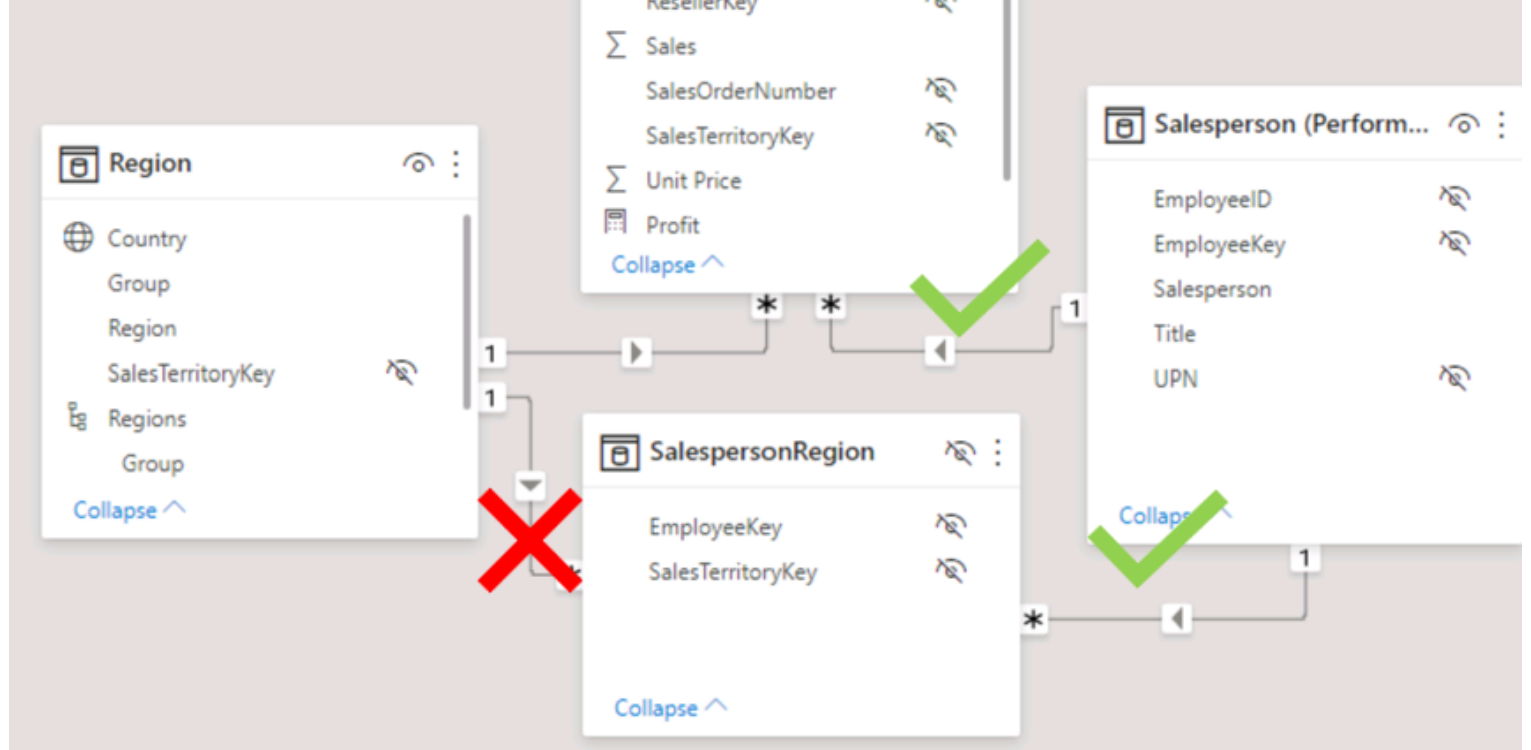 ResellerKey
Sales
SalesOrderNumber
SalesTerritoryKey
Unit Price
Profit
Collapse
Region
Country
Group
Region
SalesTerritoryKey
Regions
Group
Collapse
1
*
*
1
1
Salesperson (Perform...
EmployeeID
EmployeeKey
Salesperson
Title
UPN
Collapse
SalespersonRegion
EmployeeKey
SalesTerritoryKey
Collapse
*
*
1